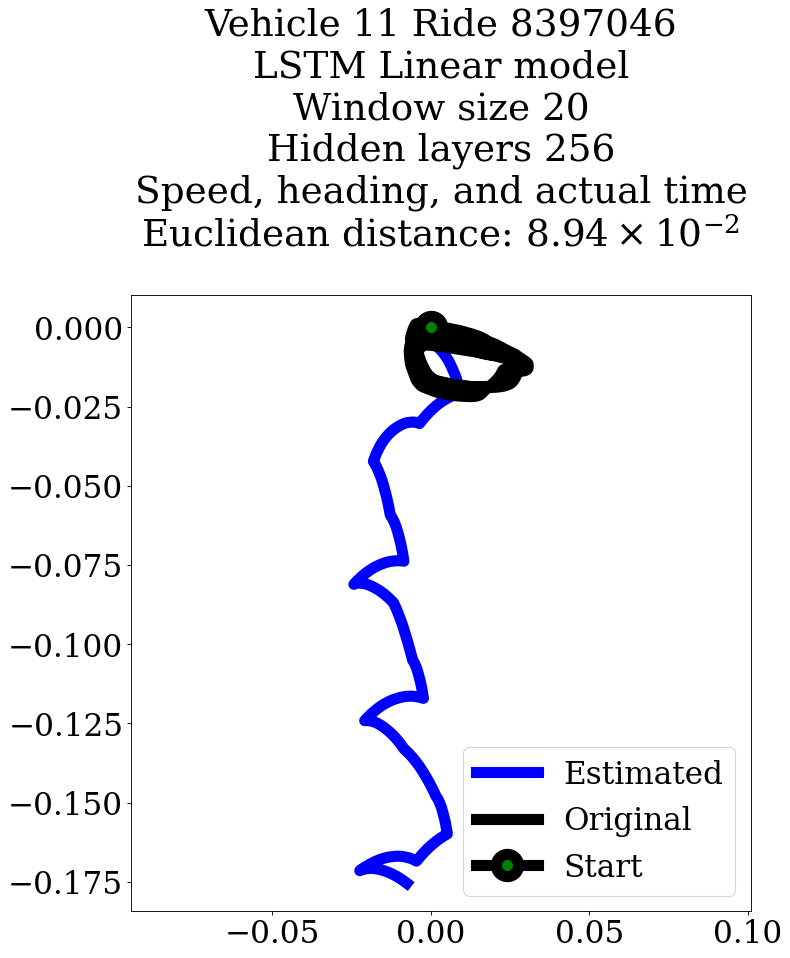 Vehicle 11 Ride 8397046
LSTM Linear model
Window size 20
Hidden layers 256
Speed, heading, and actual time
Euclidean distance: 8.94 × 10⁻²
0.000
−0.025
−0.050
−0.075
−0.100
−0.125
−0.150
−0.175
Estimated
Original
Start
−0.05
0.00
0.05
0.10